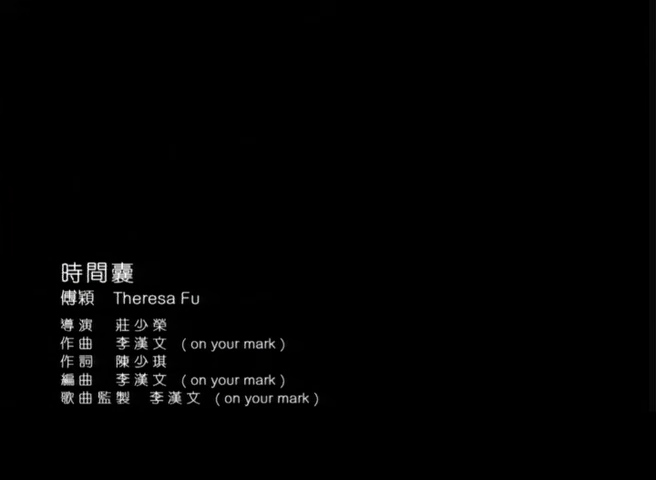 時間囊
傅穎 Theresa Fu
導演 莊少榮
作曲 李漢文 (on your mark)
作詞 陳少琪
編曲 李漢文 (on your mark)
歌曲監製 李漢文 (on your mark)